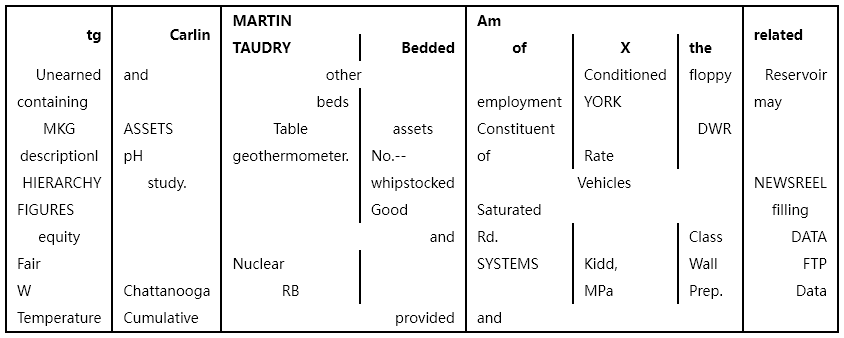 MARTIN Am
tg Carlin related
TAUDRY Bedded of X the
Unearned and other Conditioned floppy Reservoir
containing beds employment YORK may
MKG ASSETS Table assets Constituent DWR
descriptionl pH geothermometer. No.-- of Rate
HIERARCHY study. whipstocked Vehicles NEWSREEL
FIGURES Good Saturated filling
equity and Rd. Class DATA
Fair Nuclear SYSTEMS Kidd, Wall FTP
W Chattanooga RB MPa Prep. Data
Temperature Cumulative provided and